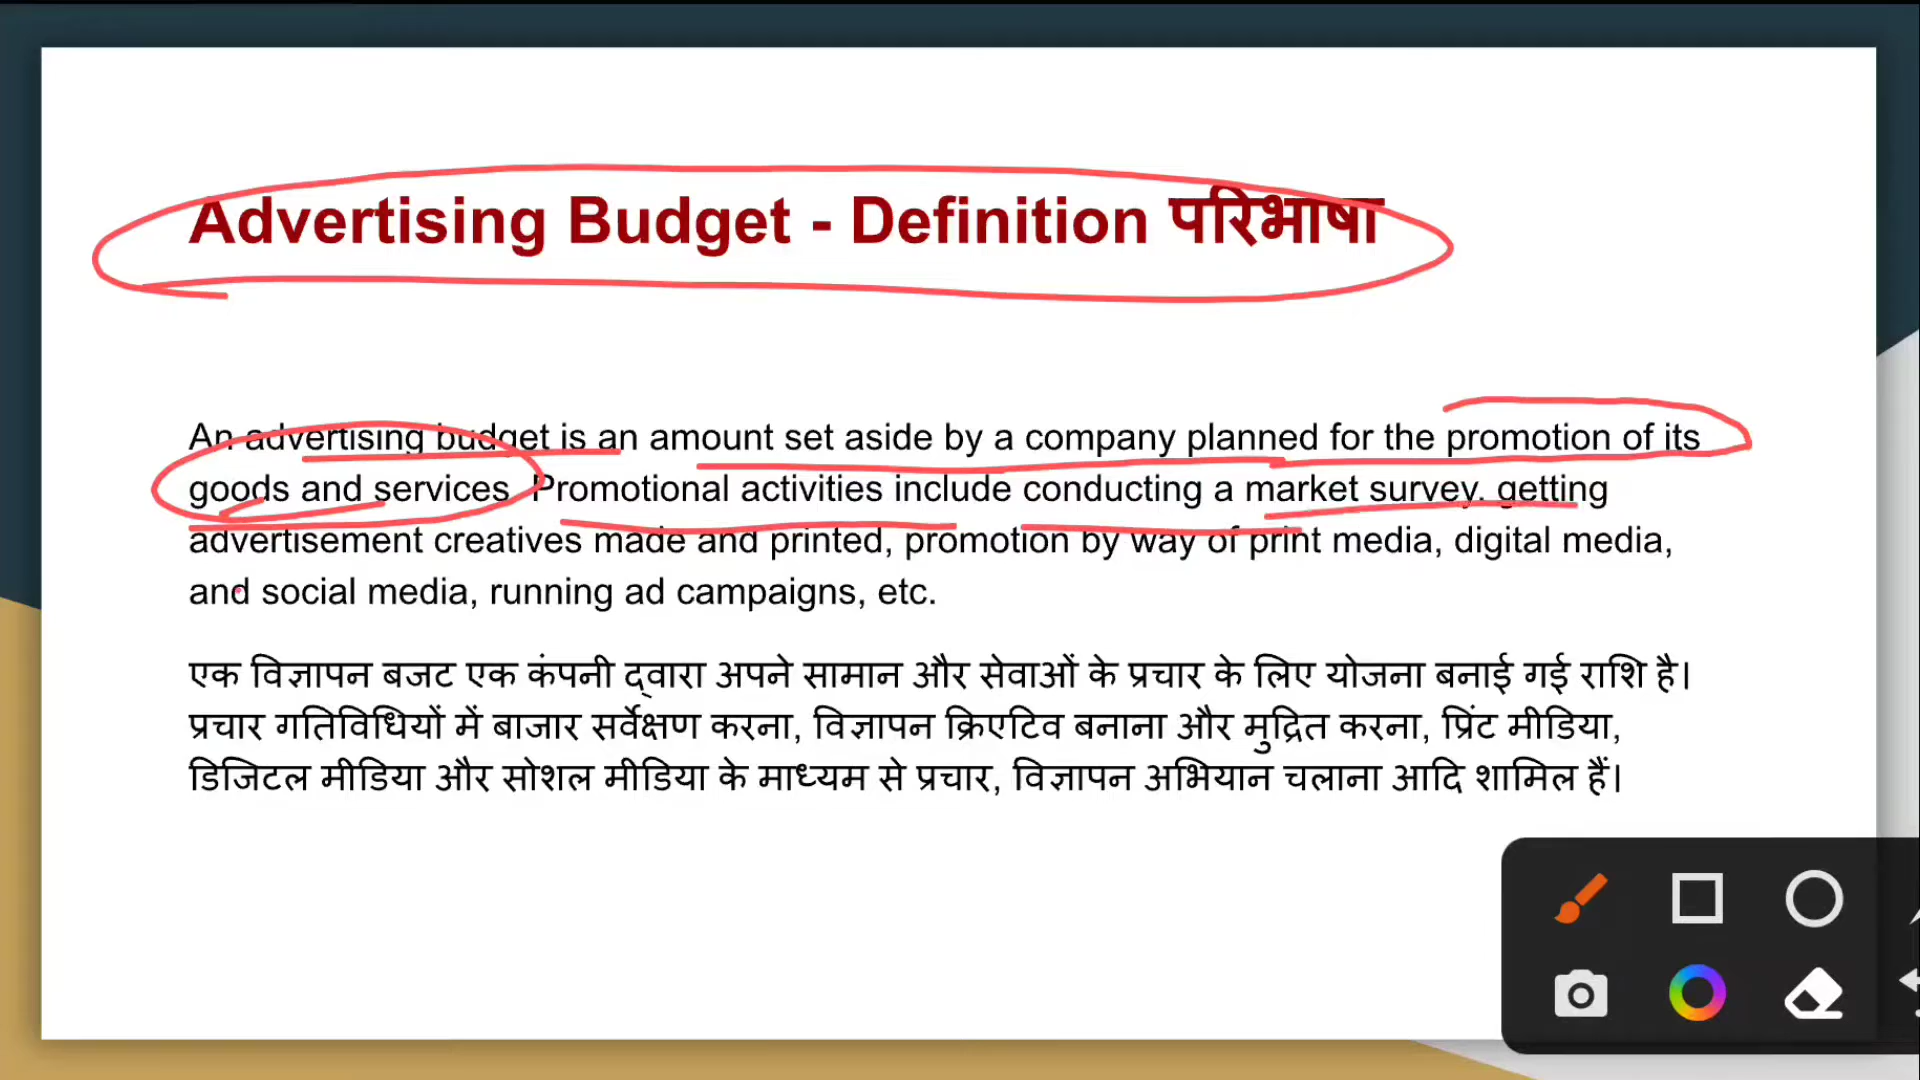 Advertising Budget - Definition परिभाषा
An advertising budget is an amount set aside by a company planned for the promotion of its
goods and services. Promotional activities include conducting a market survey, getting
advertisement creatives made and printed, promotion by way of print media, digital media,
and social media, running ad campaigns, etc.
एक विज्ञापन बजट एक कंपनी द्वारा अपने सामान और सेवाओं के प्रचार के लिए योजना बनाई गई राशि है।
प्रचार गतिविधियों में बाजार सर्वेक्षण करना, विज्ञापन क्रिएटिव बनाना और मुद्रित करना, प्रिंट मीडिया,
डिजिटल मीडिया और सोशल मीडिया के माध्यम से प्रचार, विज्ञापन अभियान चलाना आदि शामिल हैं।